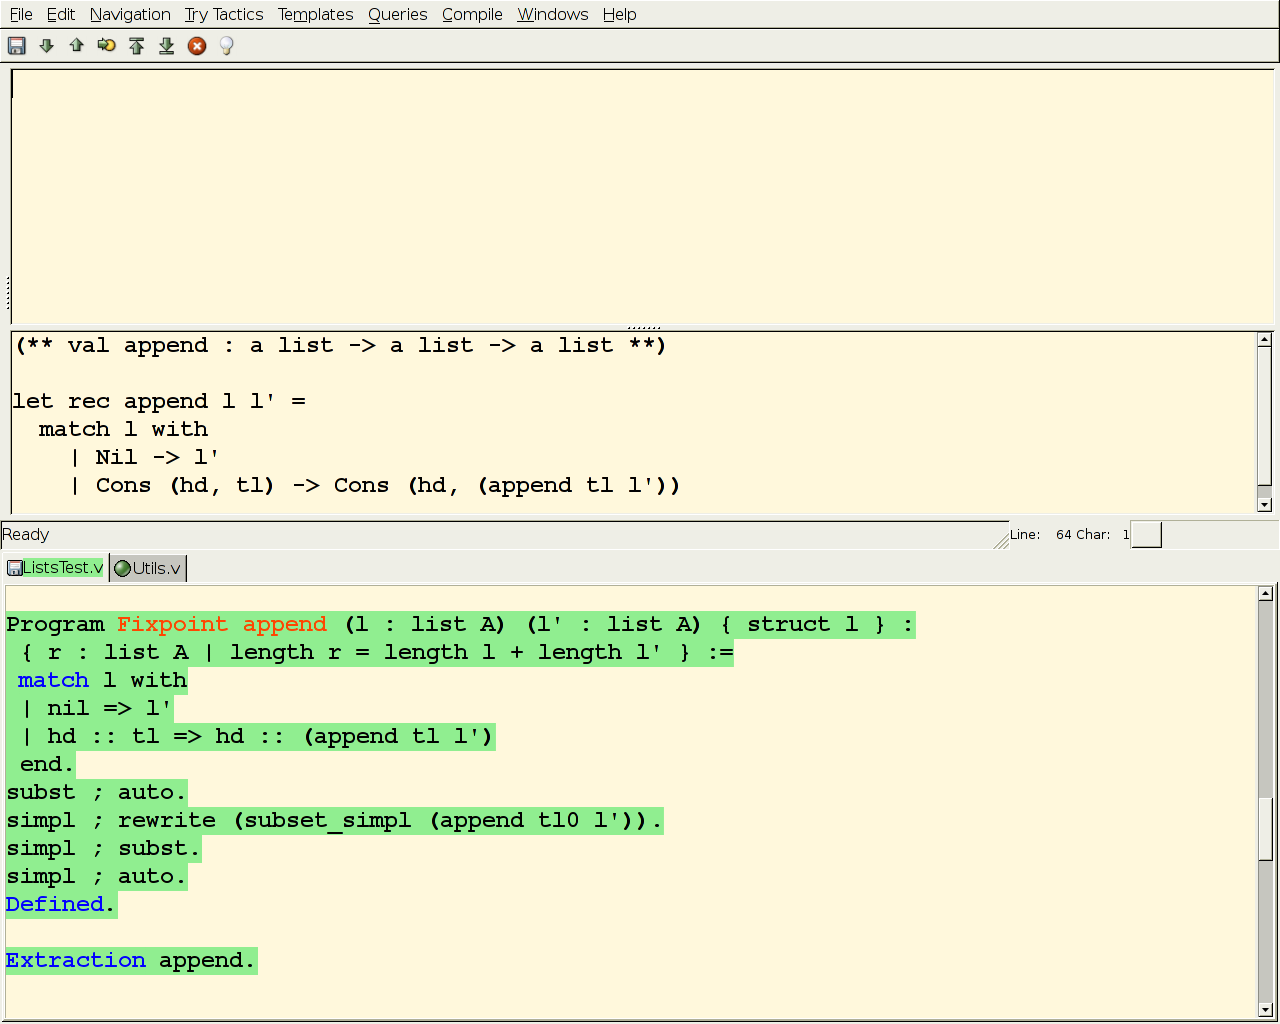 File Edit Navigation Try Tactics Templates Queries Compile Windows Help
(** val append : a list -> a list -> a list **)
let rec append l l' =
match l with
| Nil -> l'
| Cons (hd, tl) -> Cons (hd, (append tl l'))
Ready
Line: 64 Char: 1
ListsTest.v Utils.v
Program Fixpoint append (l : list A) (l' : list A) { struct l } :
{ r : list A | length r = length l + length l' } :=
match l with
| nil => l'
| hd :: tl => hd :: (append tl l')
end.
subst ; auto.
simpl ; rewrite (subset_simpl (append tl0 l')).
simpl ; subst.
simpl ; auto.
Defined.
Extraction append.